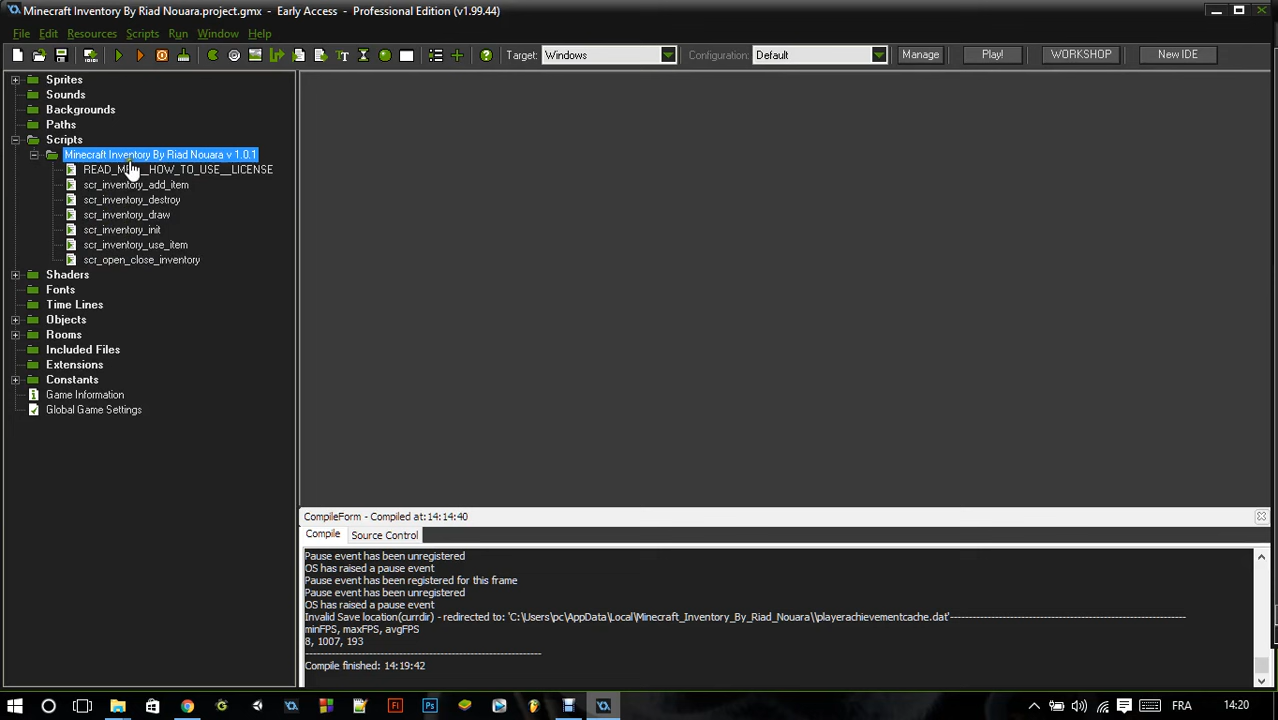 Minecraft Inventory By Riad Nouara.project.gmx - Early Access - Professional Edition (v1.99.44)
File Edit Resources Scripts Run Window Help
Target: Windows Configuration: Default Manage Play! WORKSHOP New IDE
Sprites
Sounds
Backgrounds
Paths
Scripts
Minecraft Inventory By Riad Nouara v 1.0.1
HOW_TO_USE__LICENSE
scr_inventory_add_item
scr_inventory_destroy
scr_inventory_draw
scr_inventory_init
scr_inventory_use_item
scr_open_close_inventory
Shaders
Fonts
Time Lines
Objects
Rooms
Included Files
Extensions
Constants
Game Information
Global Game Settings
CompileForm - Compiled at:14:14:40
Compile Source Control
Pause event has been unregistered
OS has raised a pause event
Pause event has been registered for this frame
Pause event has been unregistered
OS has raised a pause event
Invalid Save location(currdir) - redirected to: 'C:\Users\pc\AppData\Local\Minecraft_Inventory_By_Riad_Nouara\\playerachievementcache.dat'
minFPS, maxFPS, avgFPS
8, 1007, 193
Compile finished: 14:19:42
FRA 14:20